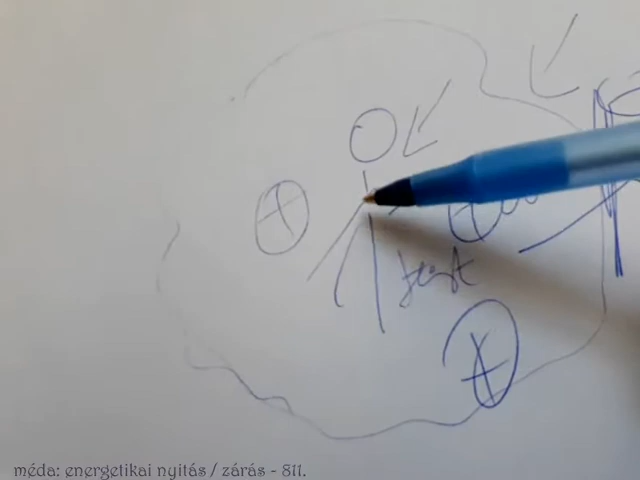 test
méda: energetikai nyitás / zárás - 811.